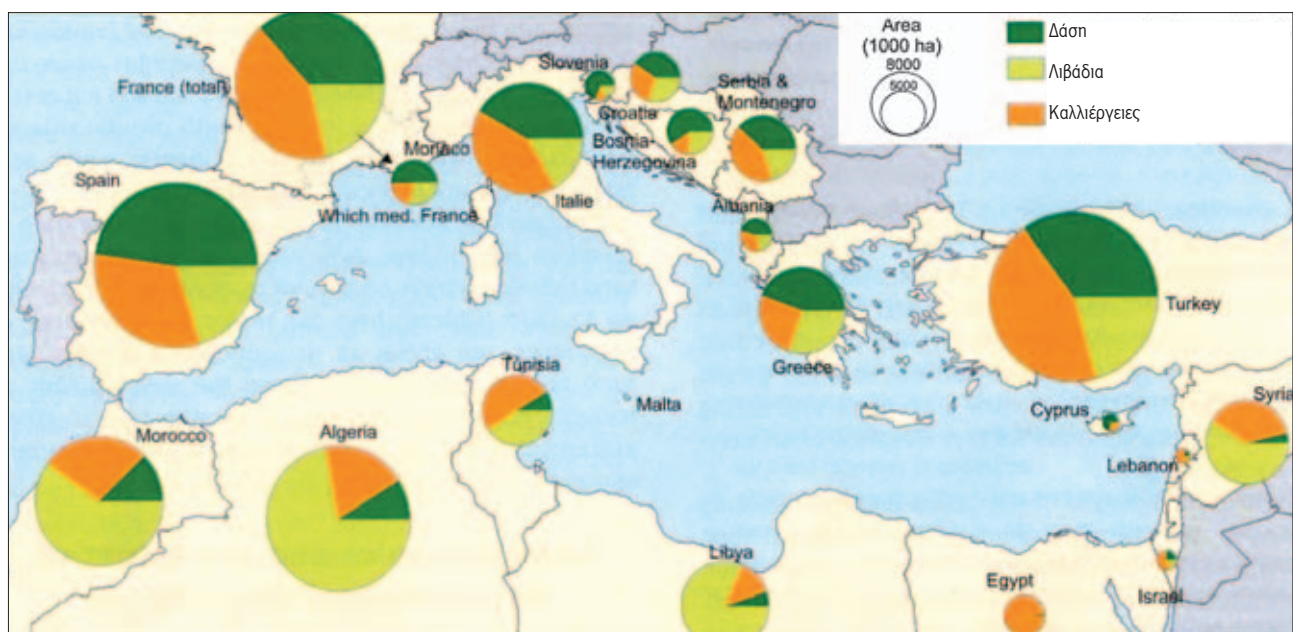 Area
(1000 ha)
8000
5000
Δάση
Λιβάδια
Καλλιέργειες
France (total)
Slovenia
Croatia
Bosnia-
Herzegovina
Serbia &
Montenegro
Monaco
Which med. France
Italie
Spain
Albania
Greece
Turkey
Malta
Cyprus
Syria
Lebanon
Israel
Egypt
Libya
Tunisia
Algeria
Morocco